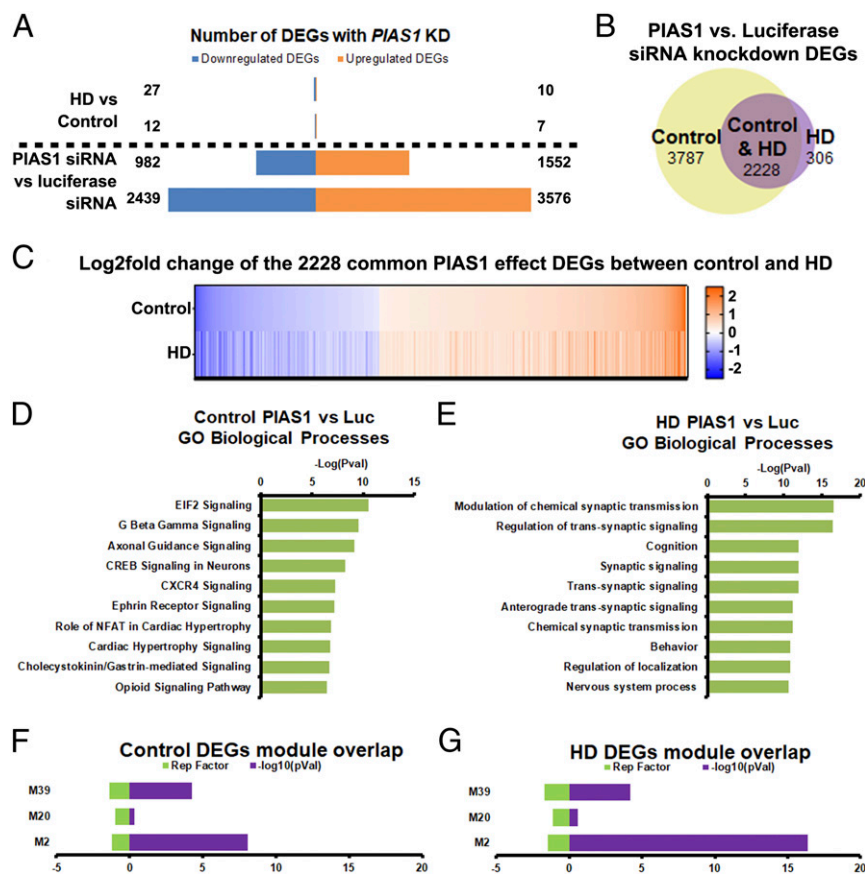 A
Number of DEGs with PIAS1 KD
Downregulated DEGs Upregulated DEGs
HD vs
Control
27 10
12 7
PIAS1 siRNA
vs luciferase
siRNA
982 1552
2439 3576
B
PIAS1 vs. Luciferase
siRNA knockdown DEGs
Control
3787
Control
& HD
2228
HD
306
C
Log2fold change of the 2228 common PIAS1 effect DEGs between control and HD
Control
HD
2
1
0
-1
-2
D
Control PIAS1 vs Luc
GO Biological Processes
-Log(Pval)
0 5 10 15
EIF2 Signaling
G Beta Gamma Signaling
Axonal Guidance Signaling
CREB Signaling in Neurons
CXCR4 Signaling
Ephrin Receptor Signaling
Role of NFAT in Cardiac Hypertrophy
Cardiac Hypertrophy Signaling
Cholecystokinin/Gastrin-mediated Signaling
Opioid Signaling Pathway
E
HD PIAS1 vs Luc
GO Biological Processes
-Log(Pval)
0 5 10 15 20
Modulation of chemical synaptic transmission
Regulation of trans-synaptic signaling
Cognition
Synaptic signaling
Trans-synaptic signaling
Anterograde trans-synaptic signaling
Chemical synaptic transmission
Behavior
Regulation of localization
Nervous system process
F
Control DEGs module overlap
Rep Factor -log10(pVal)
M39
M20
M2
-5 0 5 10 15 20
G
HD DEGs module overlap
Rep Factor -log10(pVal)
M39
M20
M2
-5 0 5 10 15 20